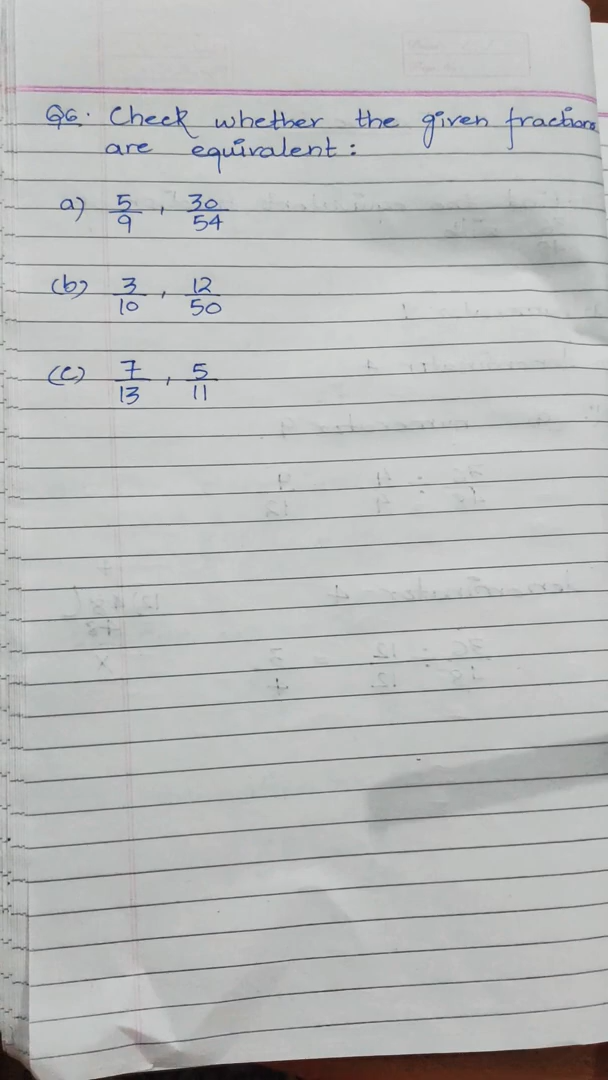 Q6. Check whether the given fractions
are equivalent:
a) 5/9, 30/54
(b) 3/10, 12/50
(c) 7/13, 5/11